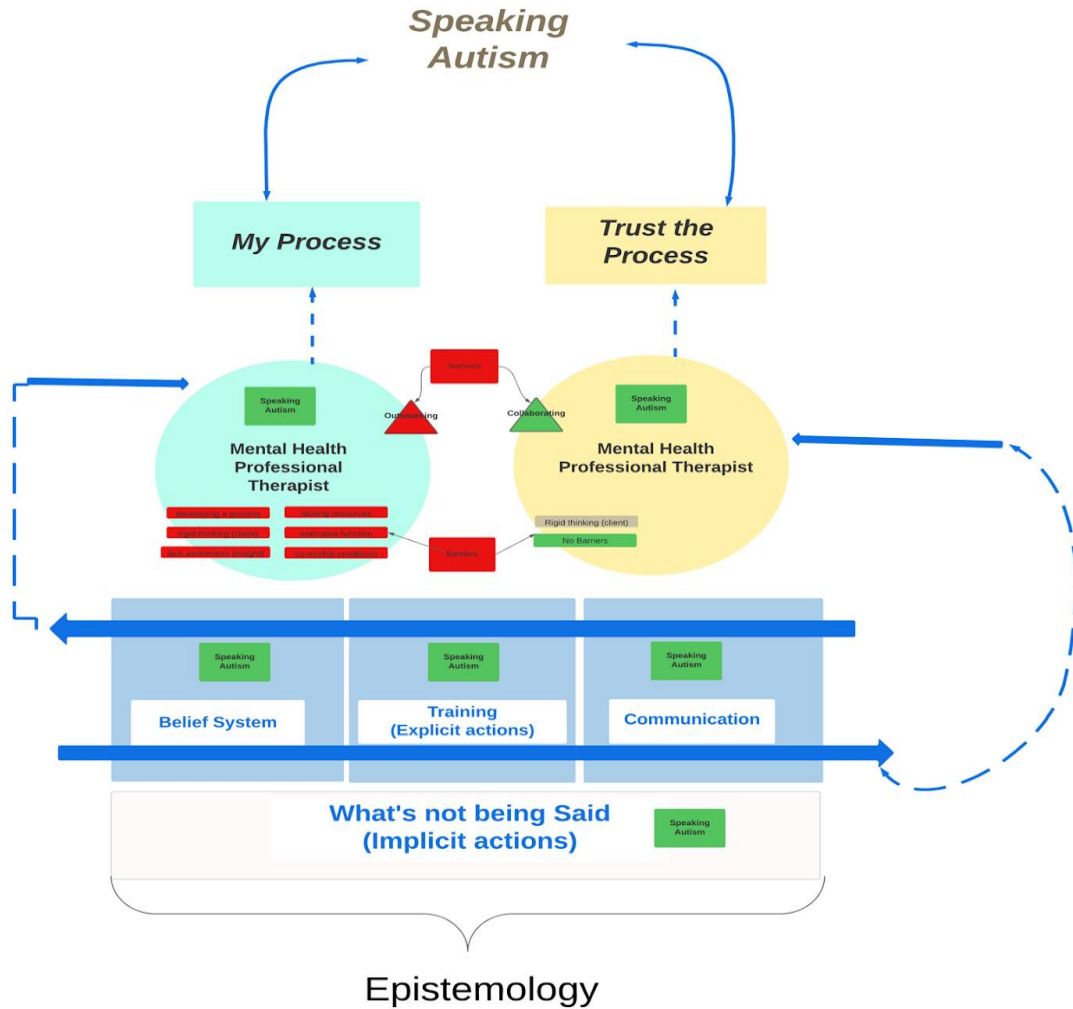 Speaking
Autism
My Process
Trust the
Process
Teamwork
Outsourcing
Collaborating
Speaking
Autism
Mental Health
Professional
Therapist
developing a process
rigid thinking (client)
lack awareness (insight)
lacking resources
executive function
comorbid conditions
Barriers
Speaking
Autism
Mental Health
Professional Therapist
Rigid thinking (client)
No Barriers
Speaking
Autism
Belief System
Speaking
Autism
Training
(Explicit actions)
Speaking
Autism
Communication
What's not being Said
(Implicit actions)
Speaking
Autism
Epistemology